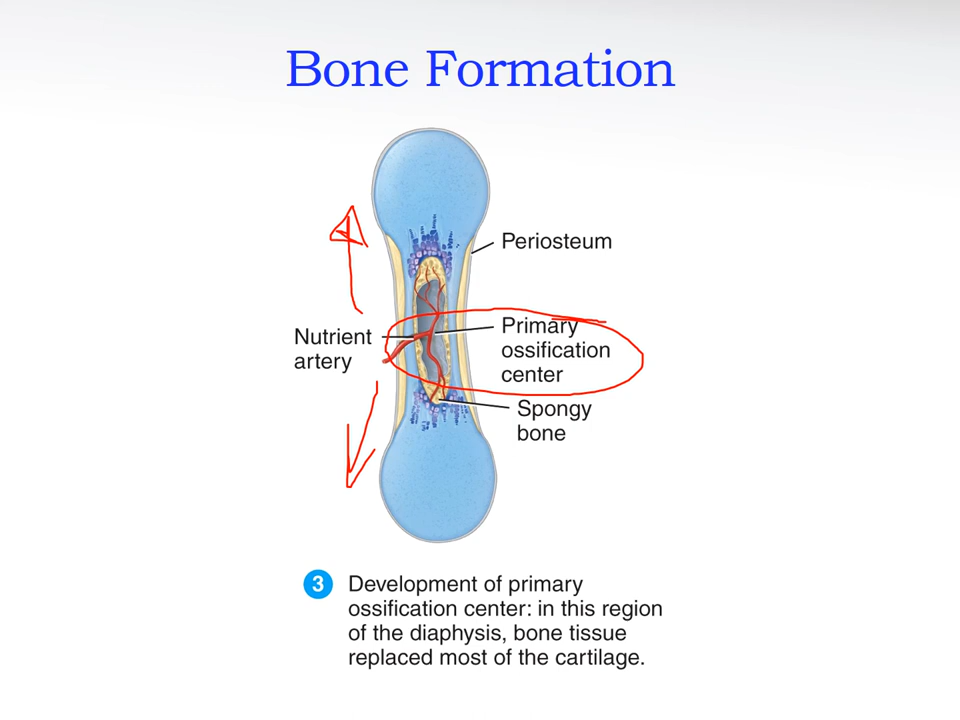 Bone Formation
Periosteum
Nutrient
artery
Primary
ossification
center
Spongy
bone
3 Development of primary
ossification center: in this region
of the diaphysis, bone tissue
replaced most of the cartilage.